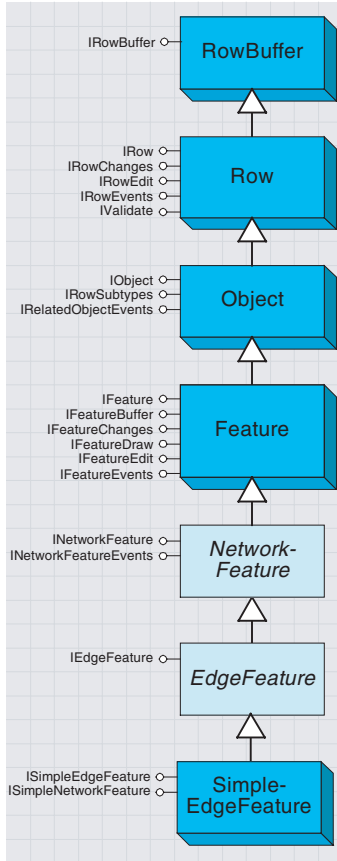 IRowBuffer
RowBuffer
IRow
IRowChanges
IRowEdit
IRowEvents
IValidate
Row
IObject
IRowSubtypes
IRelatedObjectEvents
Object
IFeature
IFeatureBuffer
IFeatureChanges
IFeatureDraw
IFeatureEdit
IFeatureEvents
Feature
INetworkFeature
INetworkFeatureEvents
Network-
Feature
IEdgeFeature
EdgeFeature
ISimpleEdgeFeature
ISimpleNetworkFeature
Simple-
EdgeFeature